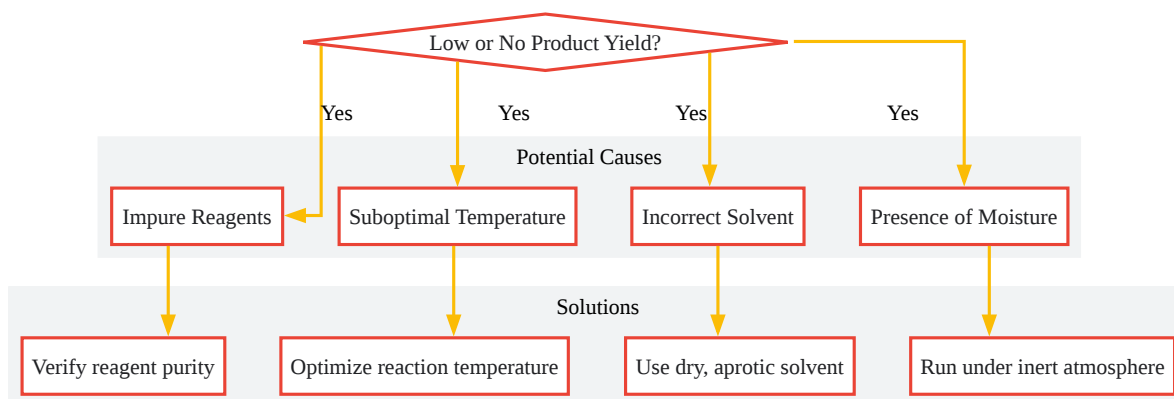 Low or No Product Yield?
Yes
Yes
Yes
Yes
Potential Causes
Impure Reagents
Suboptimal Temperature
Incorrect Solvent
Presence of Moisture
Solutions
Verify reagent purity
Optimize reaction temperature
Use dry, aprotic solvent
Run under inert atmosphere